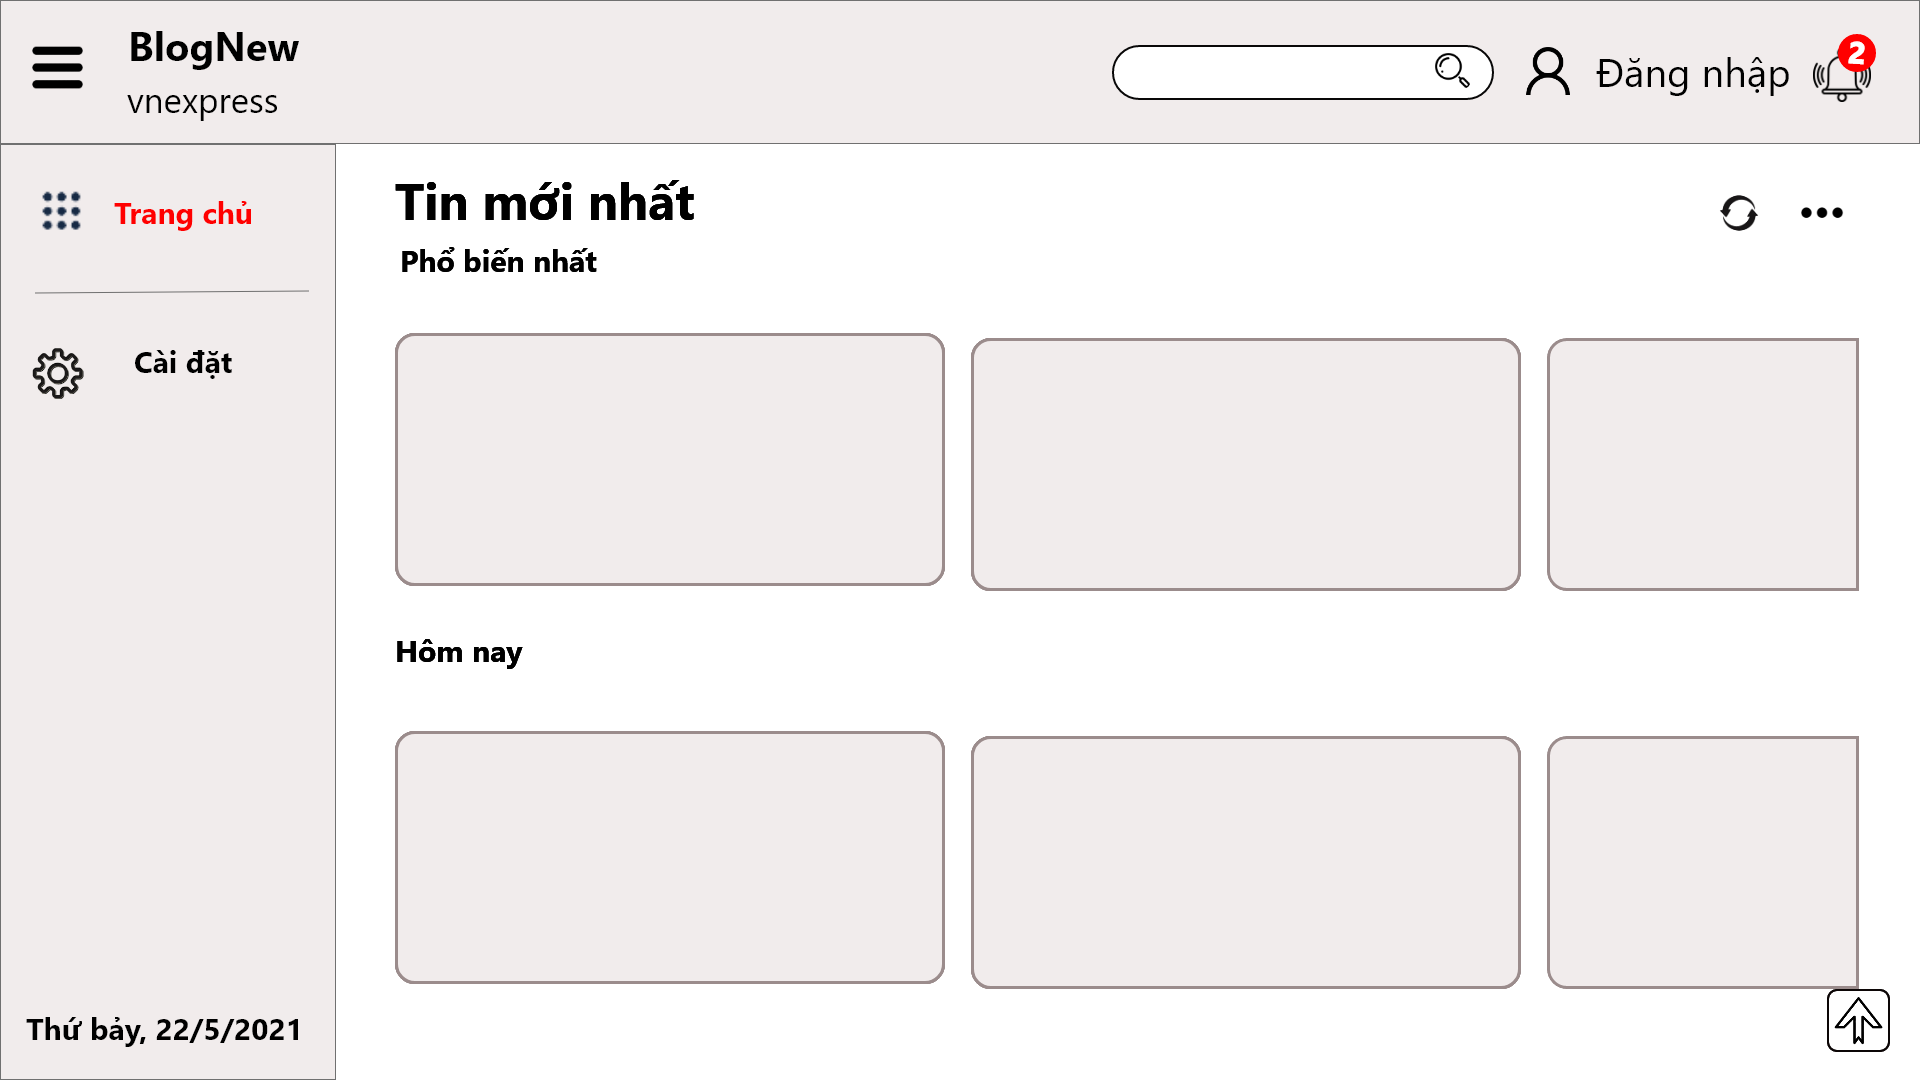 BlogNew
vnexpress
Đăng nhập
2
Trang chủ
Cài đặt
Tin mới nhất
Phổ biến nhất
Hôm nay
Thứ bảy, 22/5/2021